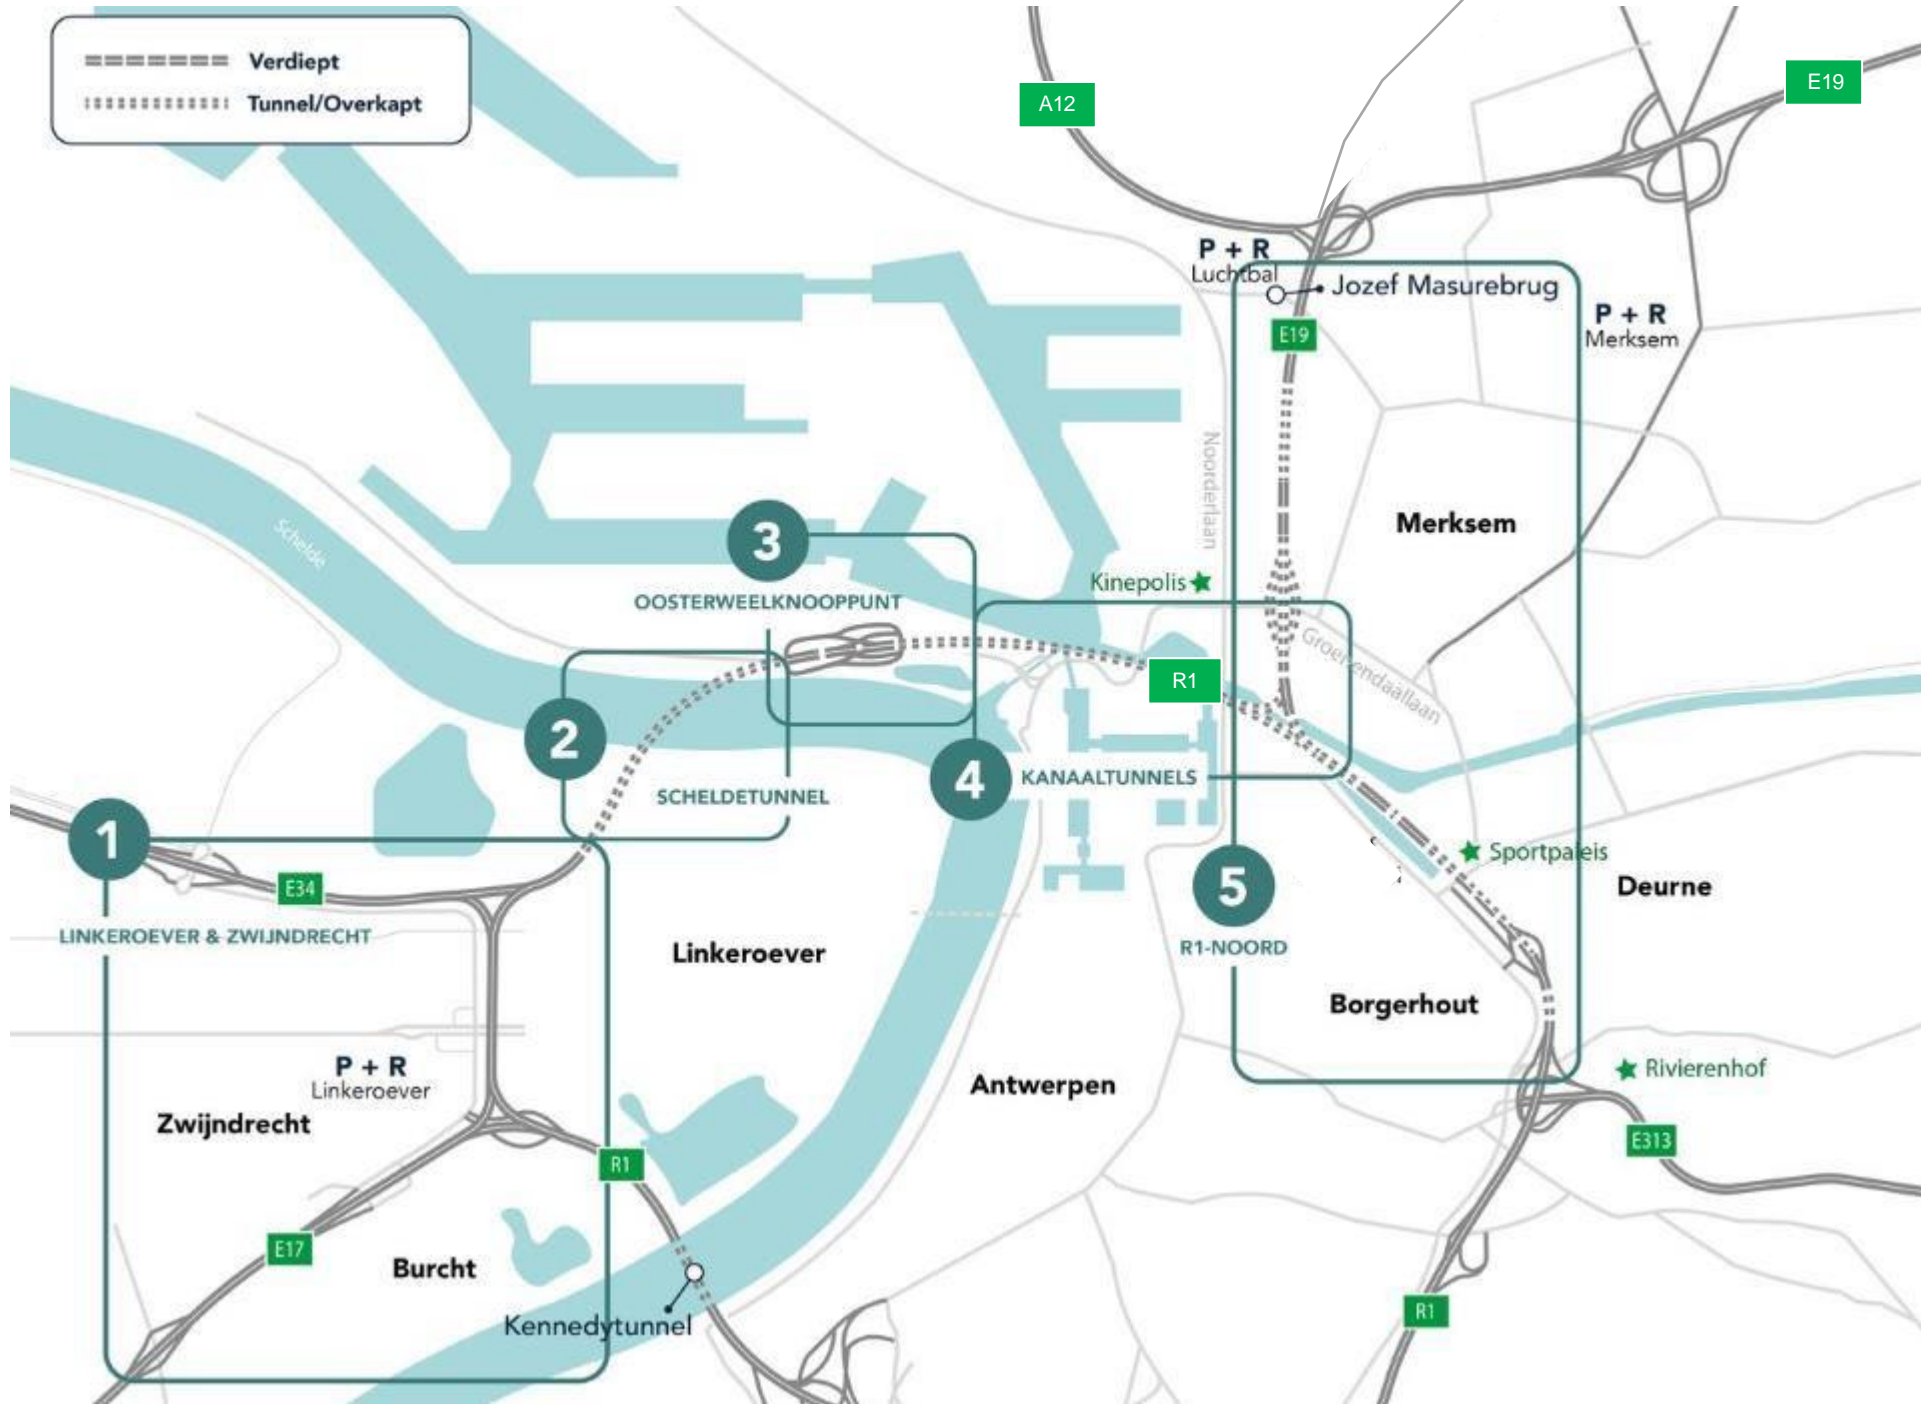 Verdiept
Tunnel/Overkapt
A12
E19
P + R
Luchtbal
Jozef Masurebrug
E19
P + R
Merksem
Noorderlaan
Merksem
Schelde
3
Kinepolis
OOSTERWEELKNOOPPUNT
Groenendaallaan
R1
2
4
KANAALTUNNELS
SCHELDETUNNEL
1
Sportpaleis
E34
5
Deurne
LINKEROEVER & ZWIJNDRECHT
Linkeroever
R1-NOORD
Borgerhout
P + R
Linkeroever
Antwerpen
Rivierenhof
Zwijndrecht
E313
R1
E17
Burcht
Kennedytunnel
R1